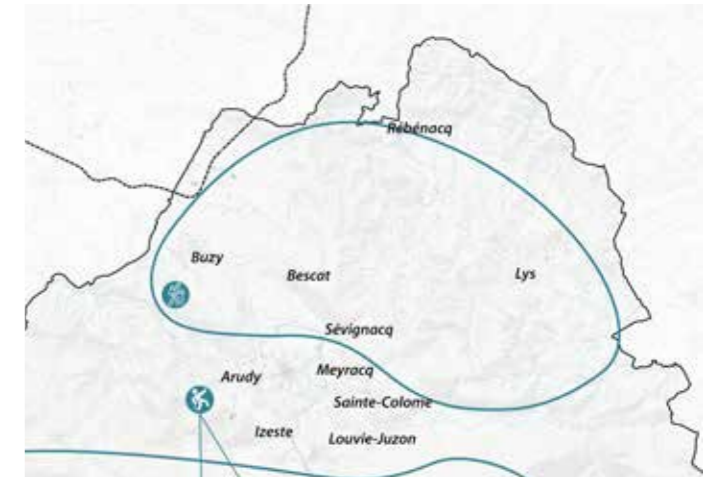 Rébénacq
Buzy
Bescat
Lys
Sévignacq
Meyracq
Arudy
Sainte-Colome
Izeste
Louvie-Juzon